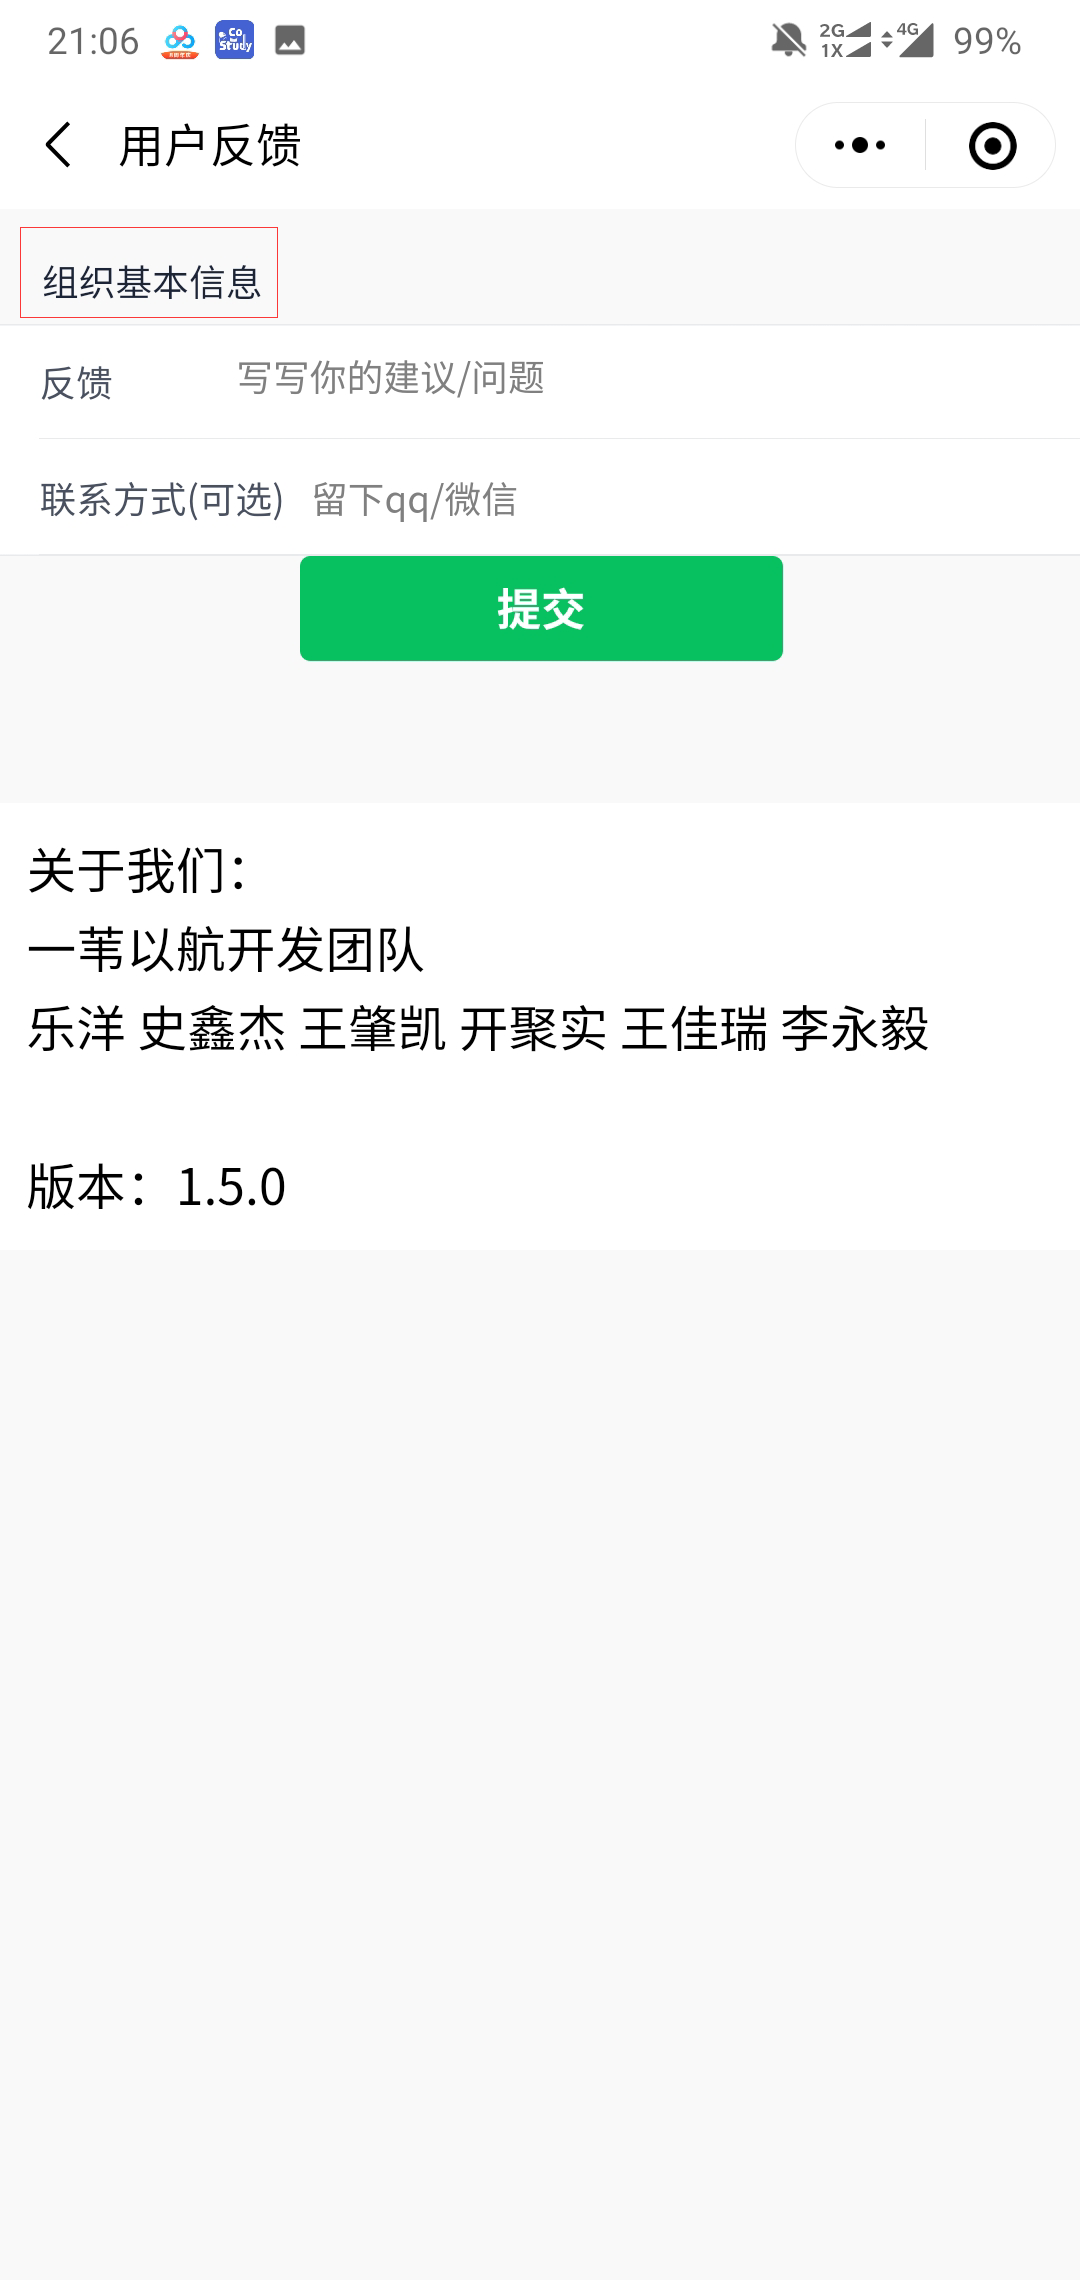 21:06
Co
Study
2G
1X
4G
99%
用户反馈
组织基本信息
反馈 写写你的建议/问题
联系方式(可选) 留下qq/微信
提交
关于我们：
一苇以航开发团队
乐洋 史鑫杰 王肇凯 开聚实 王佳瑞 李永毅
版本：1.5.0